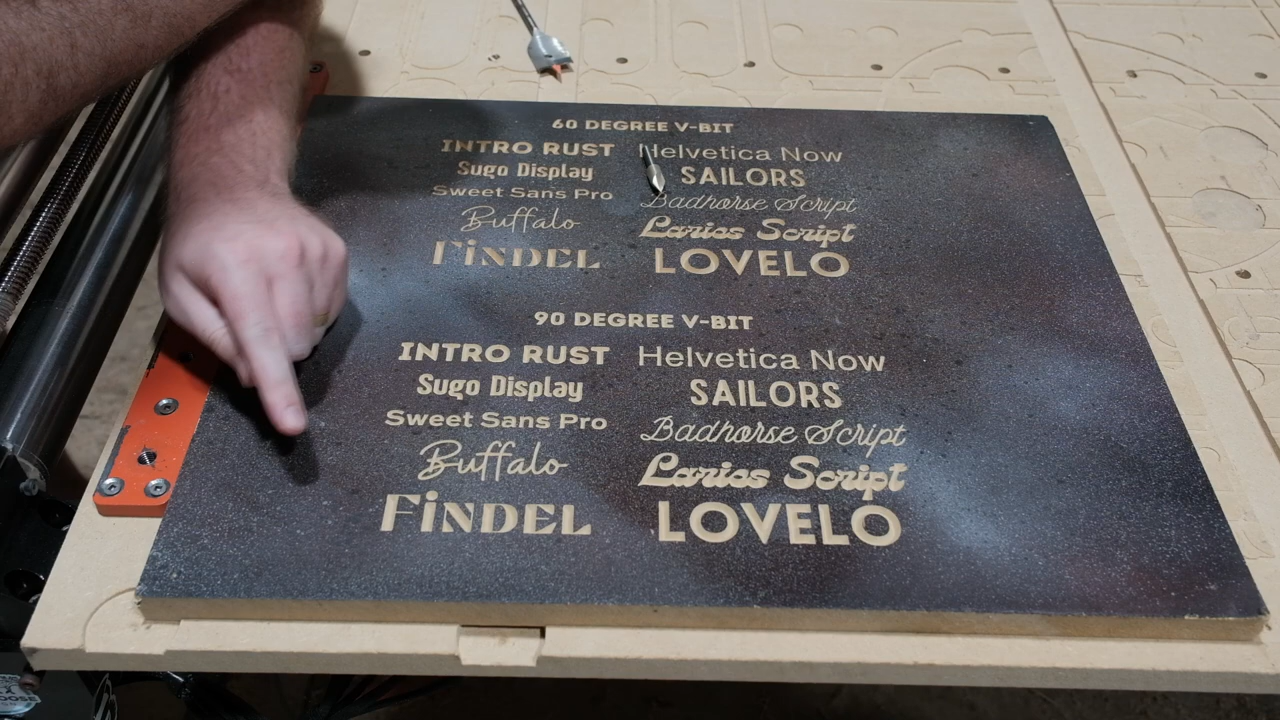 60 DEGREE V-BIT
INTRO RUST
Sugo Display
Sweet Sans Pro
Buffalo
FiNDEL
Helvetica Now
SAILORS
Badhorse Script
Larios Script
LOVELO
90 DEGREE V-BIT
INTRO RUST
Sugo Display
Sweet Sans Pro
Buffalo
FiNDEL
Helvetica Now
SAILORS
Badhorse Script
Larios Script
LOVELO